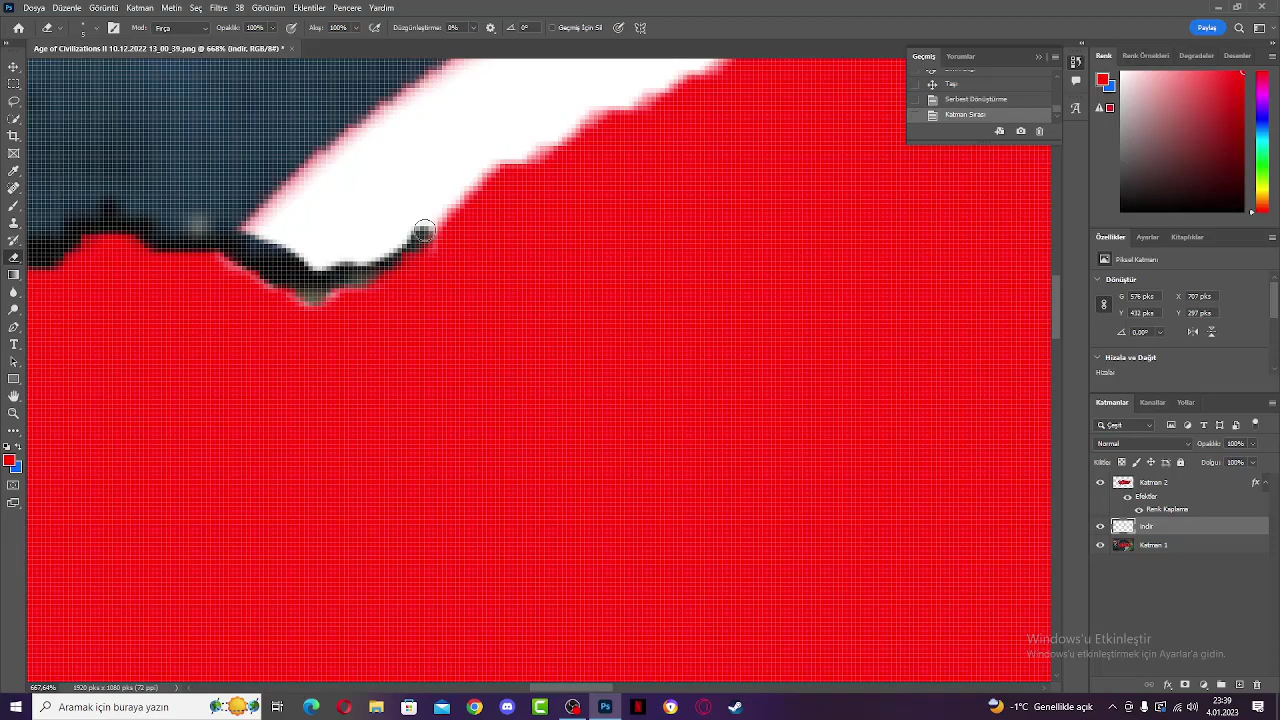 Dosya Düzenle Görüntü Katman Yazı Seç Filtre 3B Görünüm Eklentiler Pencere Yardım
5 Mod: Fırça Opaklık: 100% Akış: 100% Düzgünleştirme: 0% 0° Geçmiş İçin Sil Paylaş
Age of Civilizations II 10.12.2022 13_00_39.png @ 668% (indir, RGB/8#) *
Geçmiş Yorumlar
Taşı
Serbest Dönüştürme
Katman Sırası
Renk Renk Örnekleri Degradeler Desenler
Özellikler Ayarlar Kitaplıklar
Piksel Katmanı
Dönüştür
G 576 pks X 707 pks
Y 432 pks Y 297 pks
0,00°
Hizala ve Dağıt
Hizala:
Katmanlar Kanallar Yollar
Çeşit
Normal Opaklık: 100%
Kilitle: Dolgu: 100%
Katman 2 fx
Efektler
Renk Kaplama
indir
Katman 1
Windows'u Etkinleştir
Windows'u etkinleştirmek için Ayarlar'a gidin.
667,64% 1920 pks x 1080 pks (72 ppi)
Aramak için buraya yazın
-1°C Genellikle açık
23:39
4.01.2023